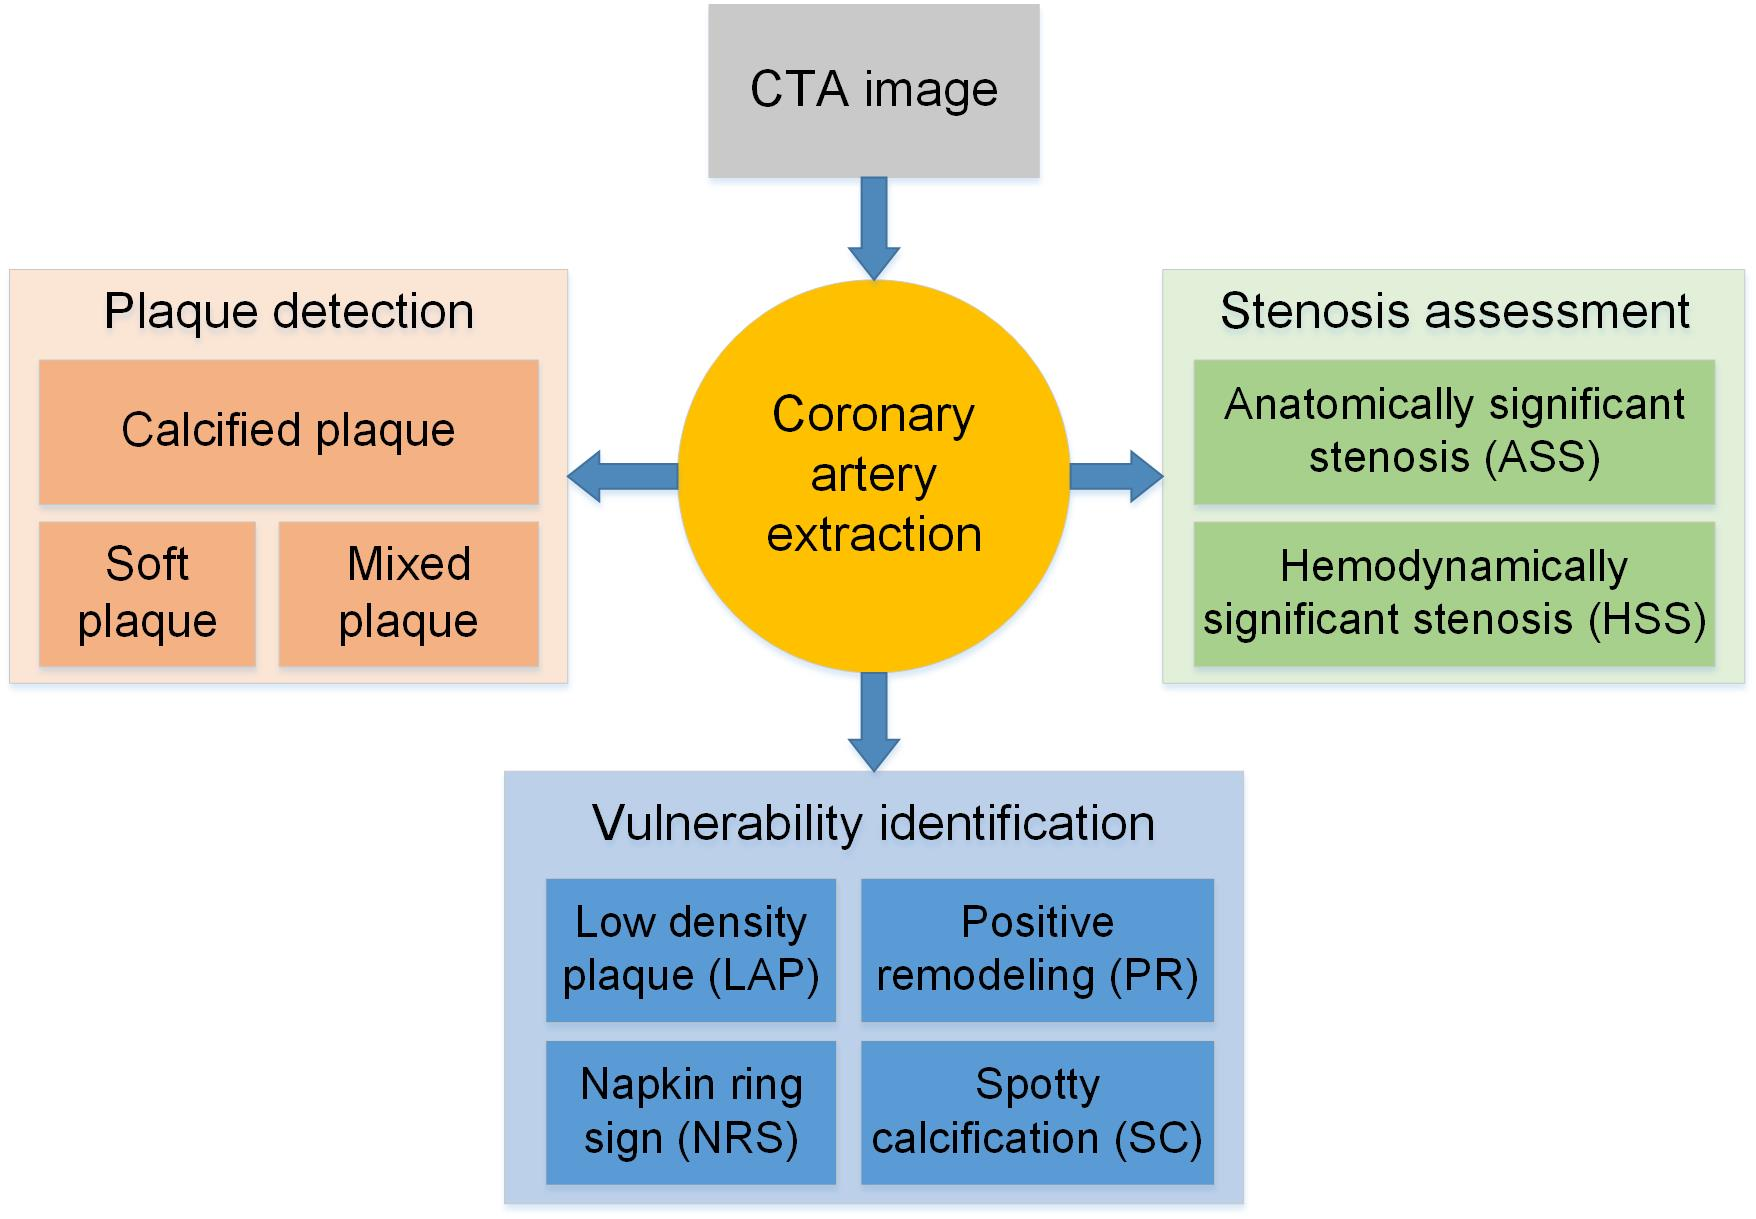 CTA image
Plaque detection
Calcified plaque
Soft
plaque
Mixed
plaque
Coronary
artery
extraction
Stenosis assessment
Anatomically significant
stenosis (ASS)
Hemodynamically
significant stenosis (HSS)
Vulnerability identification
Low density
plaque (LAP)
Positive
remodeling (PR)
Napkin ring
sign (NRS)
Spotty
calcification (SC)